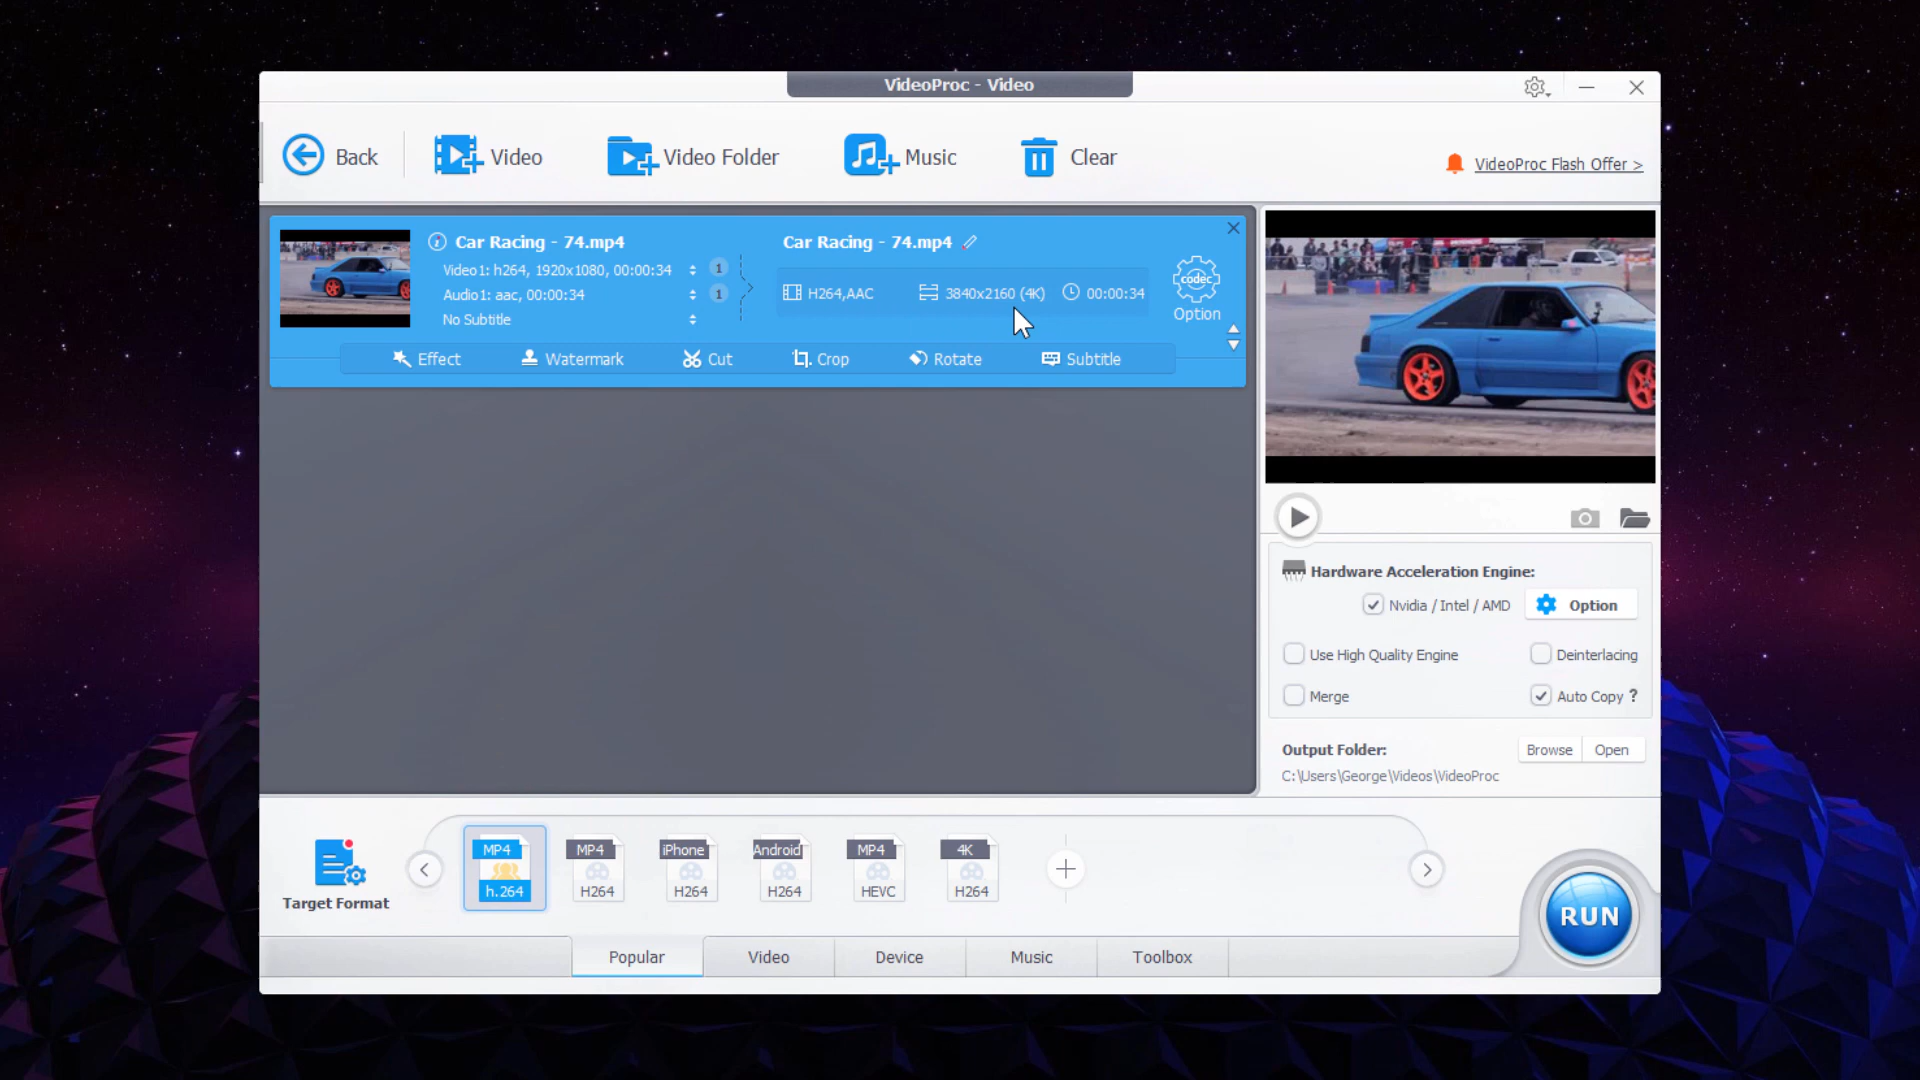 VideoProc - Video
Back
Video
Video Folder
Music
Clear
VideoProc Flash Offer >
Car Racing - 74.mp4
Video1: h264, 1920x1080, 00:00:34
1
Audio1: aac, 00:00:34
1
No Subtitle
Car Racing - 74.mp4
H264,AAC
3840x2160 (4K)
00:00:34
codec
Option
Effect
Watermark
Cut
Crop
Rotate
Subtitle
Hardware Acceleration Engine:
Nvidia / Intel / AMD
Option
Use High Quality Engine
Deinterlacing
Merge
Auto Copy ?
Output Folder:
Browse
Open
C:\Users\George\Videos\VideoProc
Target Format
MP4
h.264
MP4
H264
iPhone
H264
Android
H264
MP4
HEVC
4K
H264
RUN
Popular
Video
Device
Music
Toolbox